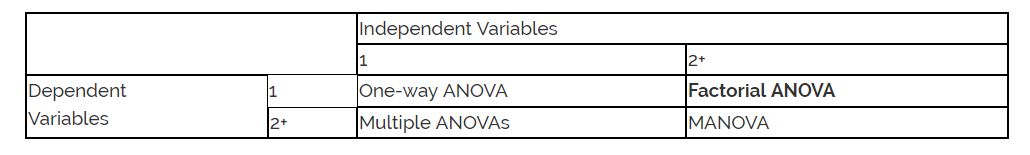 Independent Variables
1 2+
Dependent Variables 1 One-way ANOVA Factorial ANOVA
2+ Multiple ANOVAs MANOVA